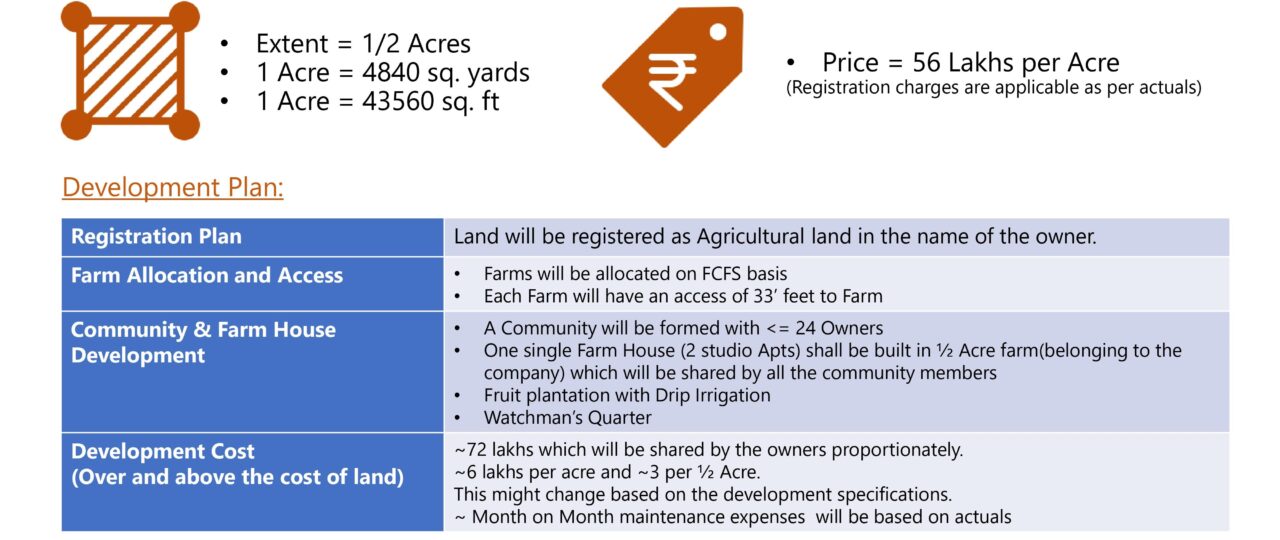 • Extent = 1/2 Acres
• 1 Acre = 4840 sq. yards
• 1 Acre = 43560 sq. ft
₹
• Price = 56 Lakhs per Acre
(Registration charges are applicable as per actuals)
Development Plan:
Registration Plan
Land will be registered as Agricultural land in the name of the owner.
Farm Allocation and Access
• Farms will be allocated on FCFS basis
• Each Farm will have an access of 33’ feet to Farm
Community & Farm House
Development
• A Community will be formed with <= 24 Owners
• One single Farm House (2 studio Apts) shall be built in ½ Acre farm(belonging to the
company) which will be shared by all the community members
• Fruit plantation with Drip Irrigation
• Watchman’s Quarter
Development Cost
(Over and above the cost of land)
~72 lakhs which will be shared by the owners proportionately.
~6 lakhs per acre and ~3 per ½ Acre.
This might change based on the development specifications.
~ Month on Month maintenance expenses  will be based on actuals